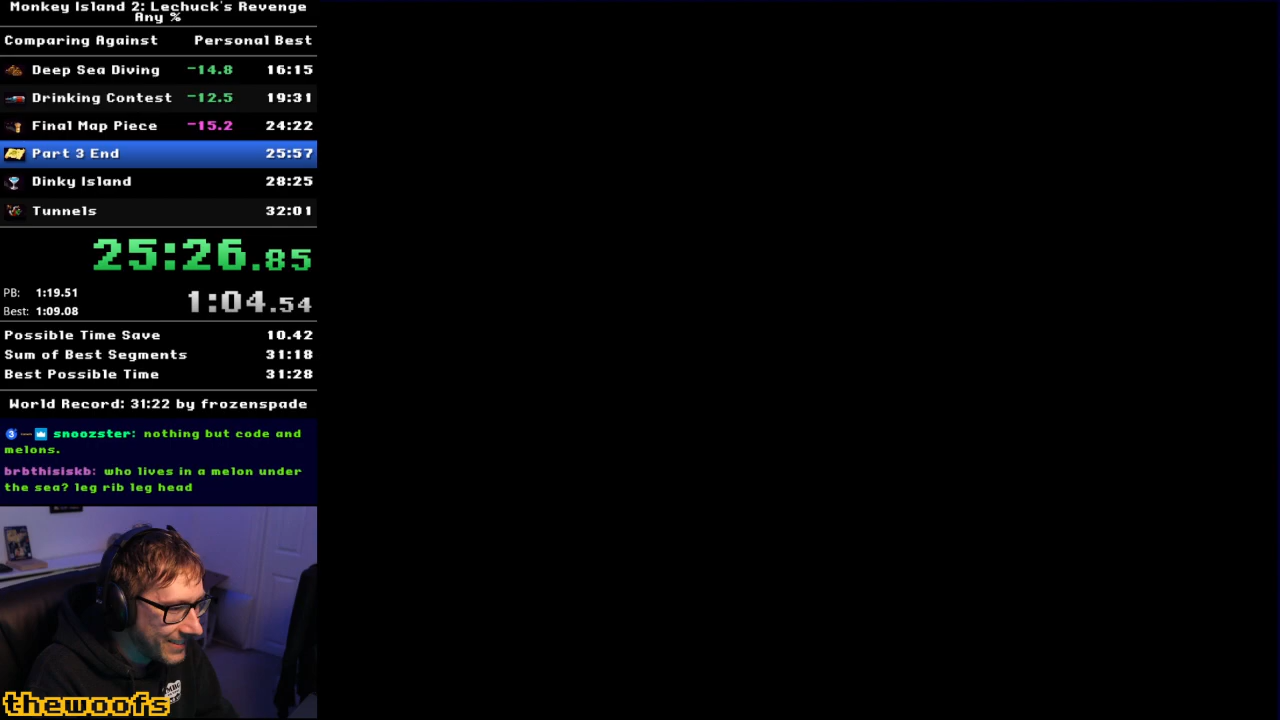 Monkey Island 2: Lechuck's Revenge
Any %
Comparing Against Personal Best
Deep Sea Diving -14.8 16:15
Drinking Contest -12.5 19:31
Final Map Piece -15.2 24:22
Part 3 End 25:57
Dinky Island 28:25
Tunnels 32:01
25:26.85
PB: 1:19.51
Best: 1:09.08
1:04.54
Possible Time Save 10.42
Sum of Best Segments 31:18
Best Possible Time 31:28
World Record: 31:22 by frozenspade
3 snoozster: nothing but code and
melons.
brbthisiskb: who lives in a melon under
the sea? leg rib leg head
thewoofs